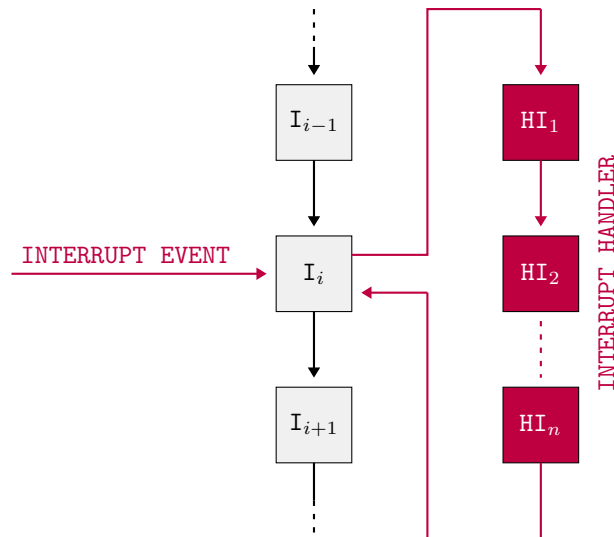 I_{i-1}
HI_1
INTERRUPT EVENT
I_i
HI_2
INTERRUPT HANDLER
I_{i+1}
HI_n